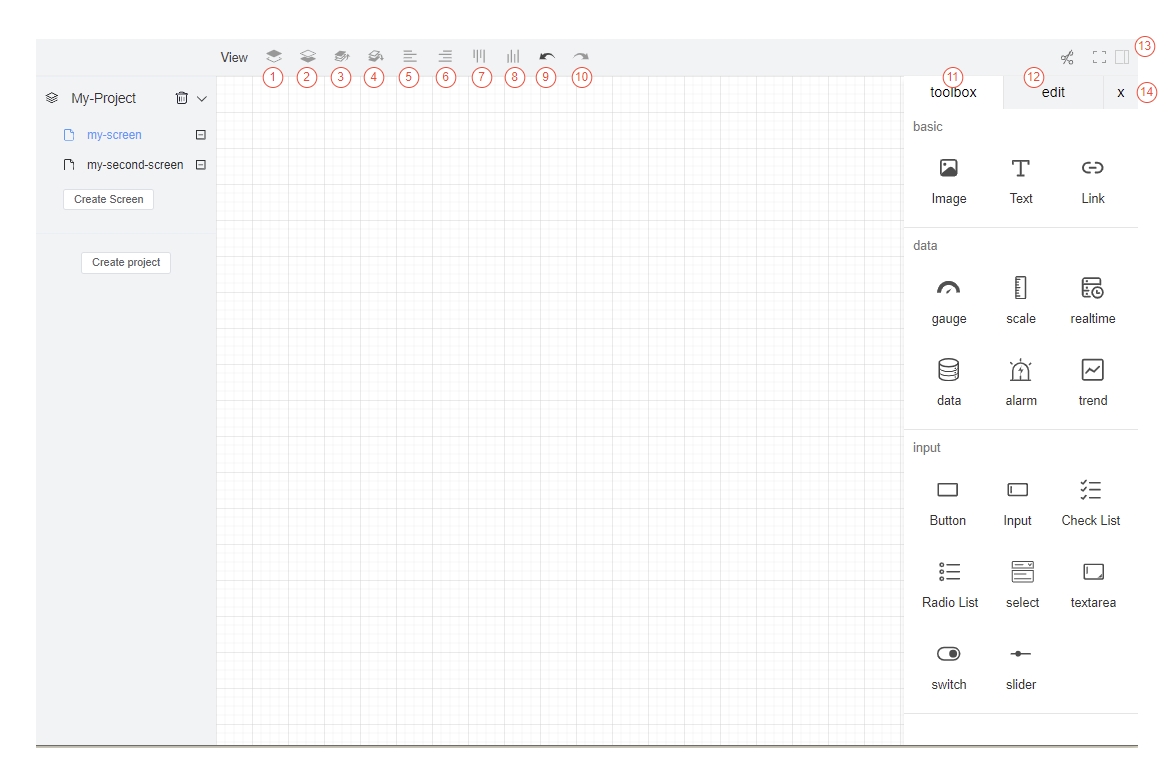 View
1 2 3 4 5 6 7 8 9 10 11 12 13
toolbox edit x 14
My-Project
my-screen
my-second-screen
Create Screen
Create project
basic
Image Text Link
data
gauge scale realtime
data alarm trend
input
Button Input Check List
Radio List select textarea
switch slider